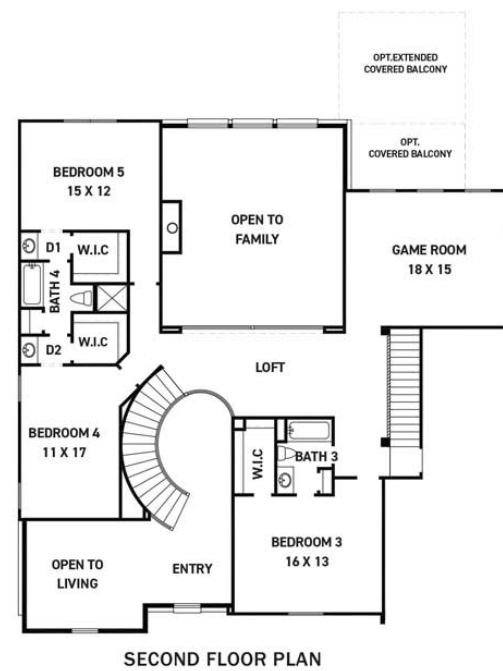 OPT.EXTENDED
COVERED BALCONY
OPT.
COVERED BALCONY
BEDROOM 5
15 X 12
OPEN TO
FAMILY
GAME ROOM
18 X 15
D1
W.I.C
BATH 4
D2
W.I.C
LOFT
BEDROOM 4
11 X 17
W.I.C
BATH 3
BEDROOM 3
16 X 13
OPEN TO
LIVING
ENTRY
SECOND FLOOR PLAN